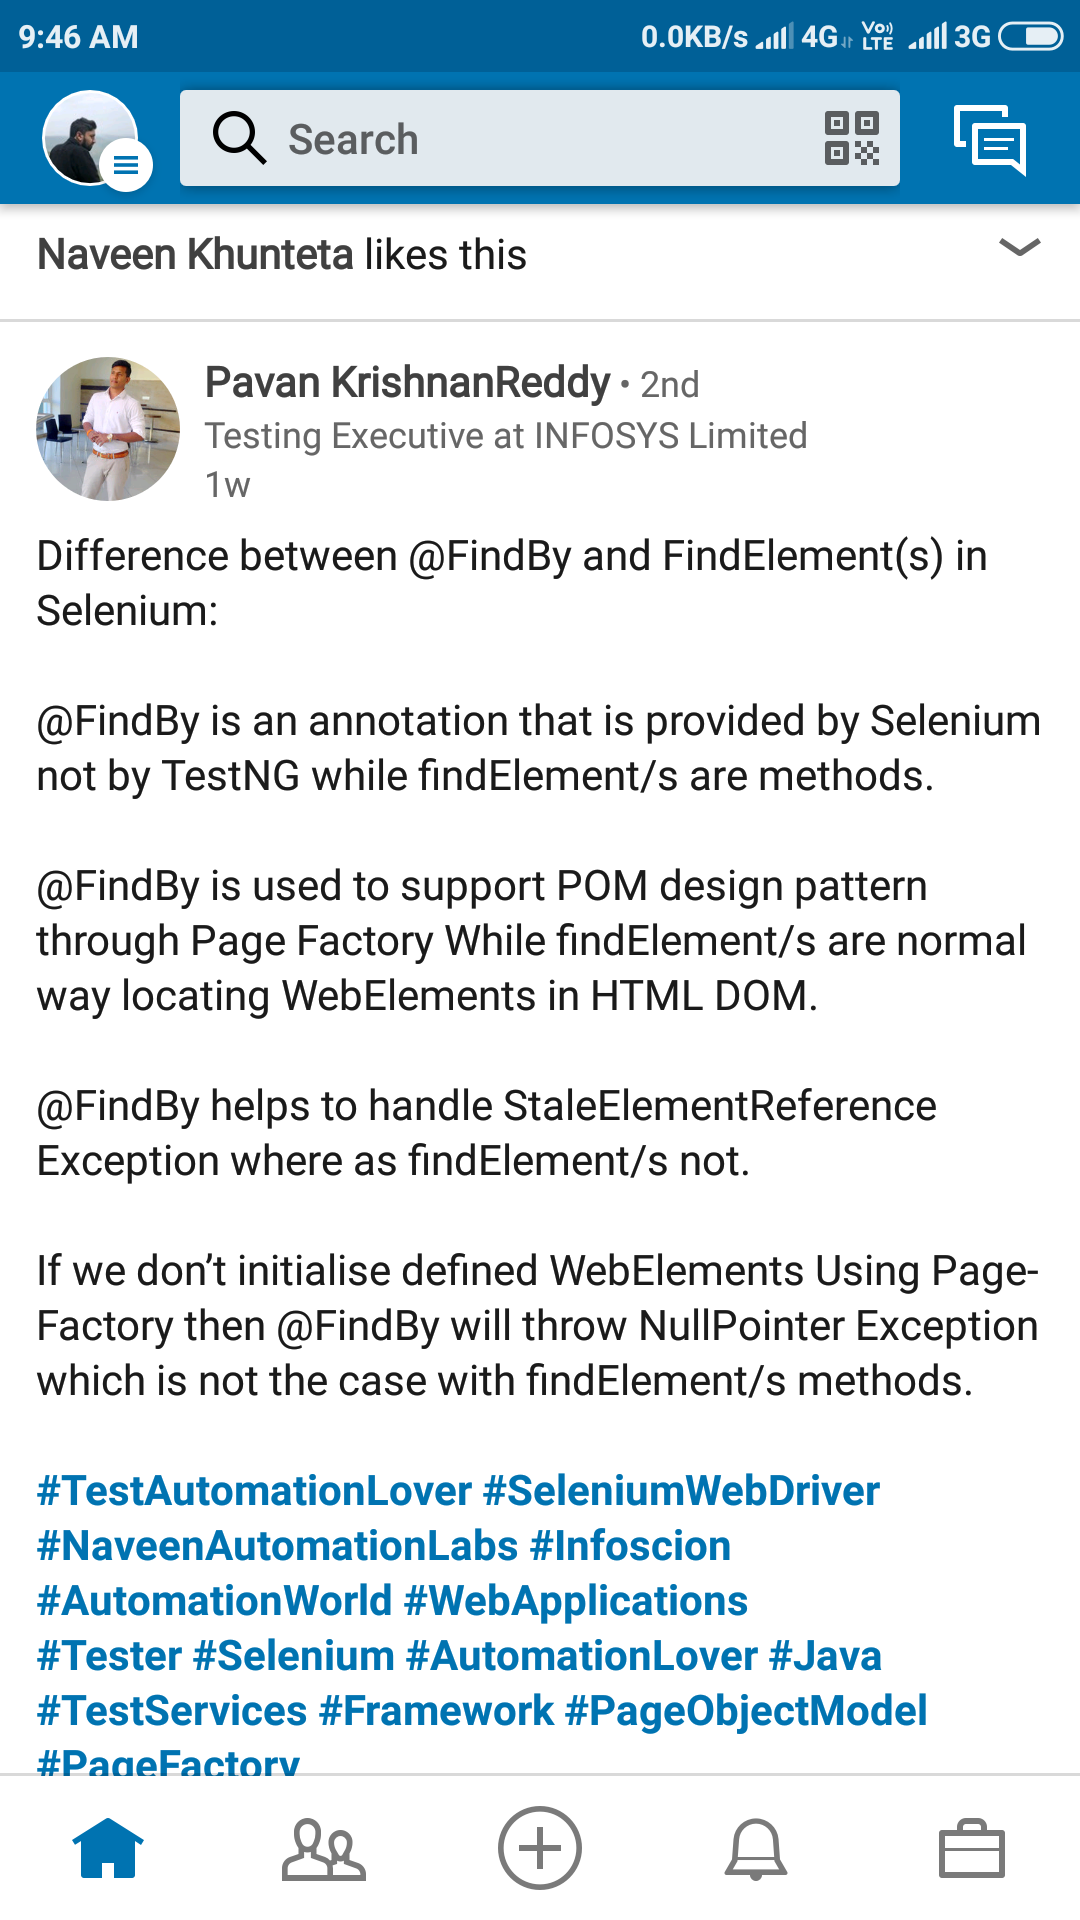 9:46 AM 0.0KB/s 4G VoLTE 3G
Search
Naveen Khunteta likes this
Pavan KrishnanReddy • 2nd
Testing Executive at INFOSYS Limited
1w
Difference between @FindBy and FindElement(s) in
Selenium:
@FindBy is an annotation that is provided by Selenium
not by TestNG while findElement/s are methods.
@FindBy is used to support POM design pattern
through Page Factory While findElement/s are normal
way locating WebElements in HTML DOM.
@FindBy helps to handle StaleElementReference
Exception where as findElement/s not.
If we don’t initialise defined WebElements Using Page-
Factory then @FindBy will throw NullPointer Exception
which is not the case with findElement/s methods.
#TestAutomationLover #SeleniumWebDriver
#NaveenAutomationLabs #Infoscion
#AutomationWorld #WebApplications
#Tester #Selenium #AutomationLover #Java
#TestServices #Framework #PageObjectModel
#PageFactory